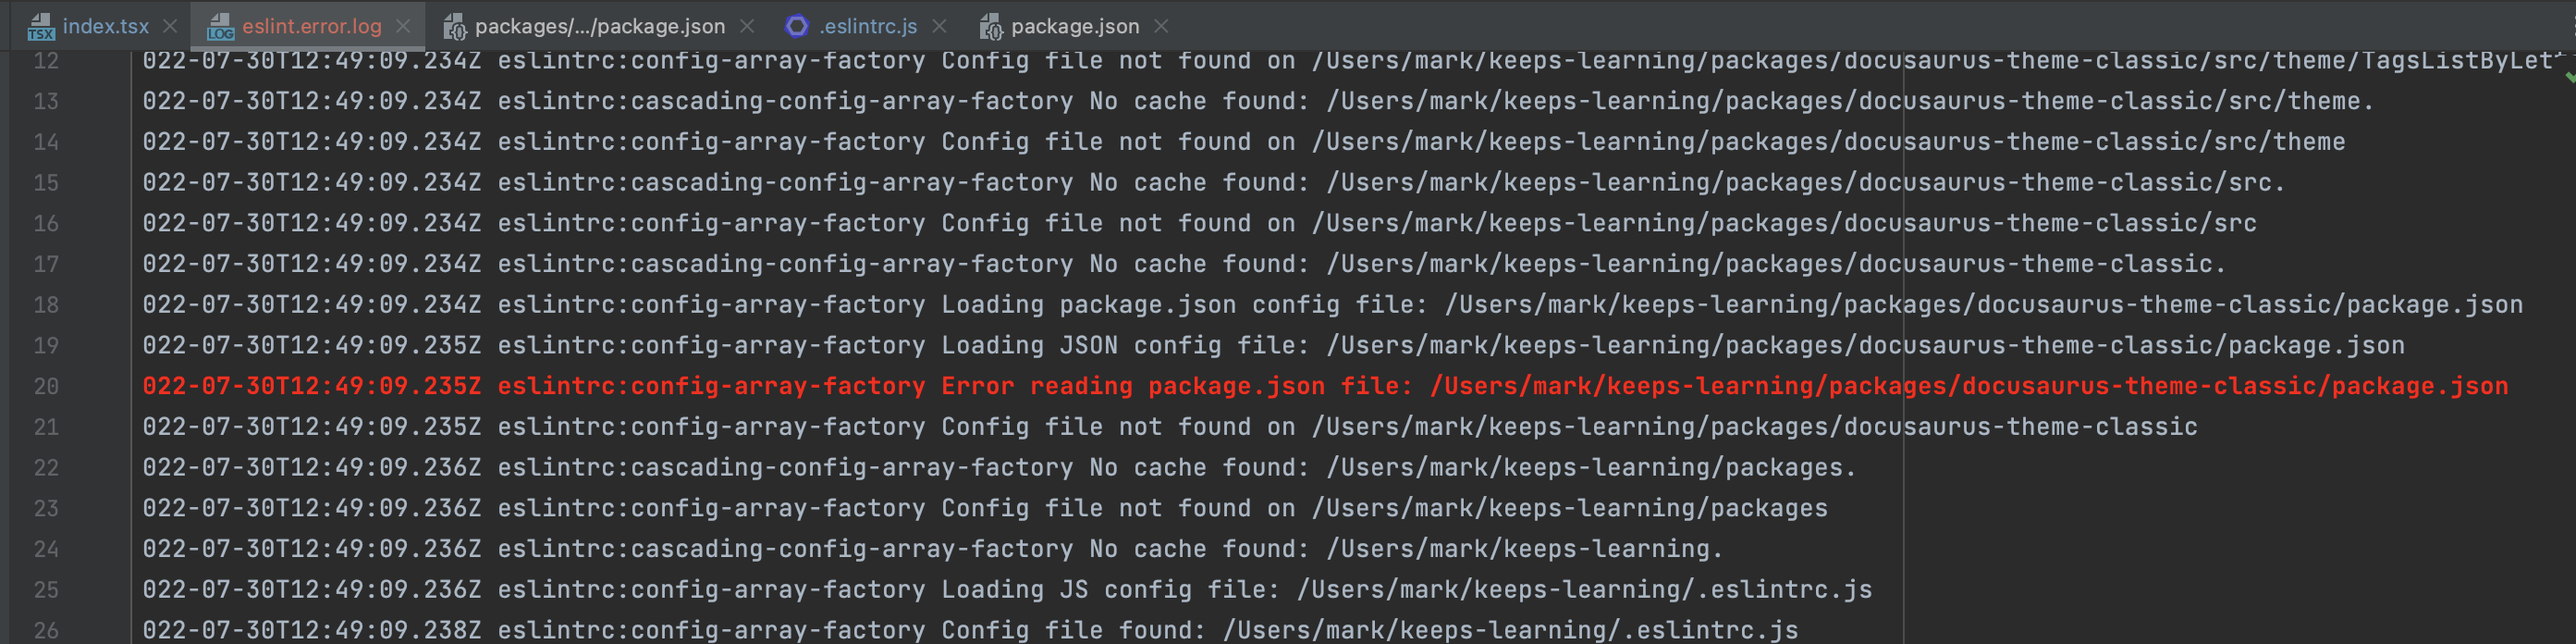 index.tsx eslint.error.log packages/.../package.json .eslintrc.js package.json
12 022-07-30T12:49:09.234Z eslintrc:config-array-factory Config file not found on /Users/mark/keeps-learning/packages/docusaurus-theme-classic/src/theme/TagsListByLet
13 022-07-30T12:49:09.234Z eslintrc:cascading-config-array-factory No cache found: /Users/mark/keeps-learning/packages/docusaurus-theme-classic/src/theme.
14 022-07-30T12:49:09.234Z eslintrc:config-array-factory Config file not found on /Users/mark/keeps-learning/packages/docusaurus-theme-classic/src/theme
15 022-07-30T12:49:09.234Z eslintrc:cascading-config-array-factory No cache found: /Users/mark/keeps-learning/packages/docusaurus-theme-classic/src.
16 022-07-30T12:49:09.234Z eslintrc:config-array-factory Config file not found on /Users/mark/keeps-learning/packages/docusaurus-theme-classic/src
17 022-07-30T12:49:09.234Z eslintrc:cascading-config-array-factory No cache found: /Users/mark/keeps-learning/packages/docusaurus-theme-classic.
18 022-07-30T12:49:09.234Z eslintrc:config-array-factory Loading package.json config file: /Users/mark/keeps-learning/packages/docusaurus-theme-classic/package.json
19 022-07-30T12:49:09.235Z eslintrc:config-array-factory Loading JSON config file: /Users/mark/keeps-learning/packages/docusaurus-theme-classic/package.json
20 022-07-30T12:49:09.235Z eslintrc:config-array-factory Error reading package.json file: /Users/mark/keeps-learning/packages/docusaurus-theme-classic/package.json
21 022-07-30T12:49:09.235Z eslintrc:config-array-factory Config file not found on /Users/mark/keeps-learning/packages/docusaurus-theme-classic
22 022-07-30T12:49:09.236Z eslintrc:cascading-config-array-factory No cache found: /Users/mark/keeps-learning/packages.
23 022-07-30T12:49:09.236Z eslintrc:config-array-factory Config file not found on /Users/mark/keeps-learning/packages
24 022-07-30T12:49:09.236Z eslintrc:cascading-config-array-factory No cache found: /Users/mark/keeps-learning.
25 022-07-30T12:49:09.236Z eslintrc:config-array-factory Loading JS config file: /Users/mark/keeps-learning/.eslintrc.js
26 022-07-30T12:49:09.238Z eslintrc:config-array-factory Config file found: /Users/mark/keeps-learning/.eslintrc.js